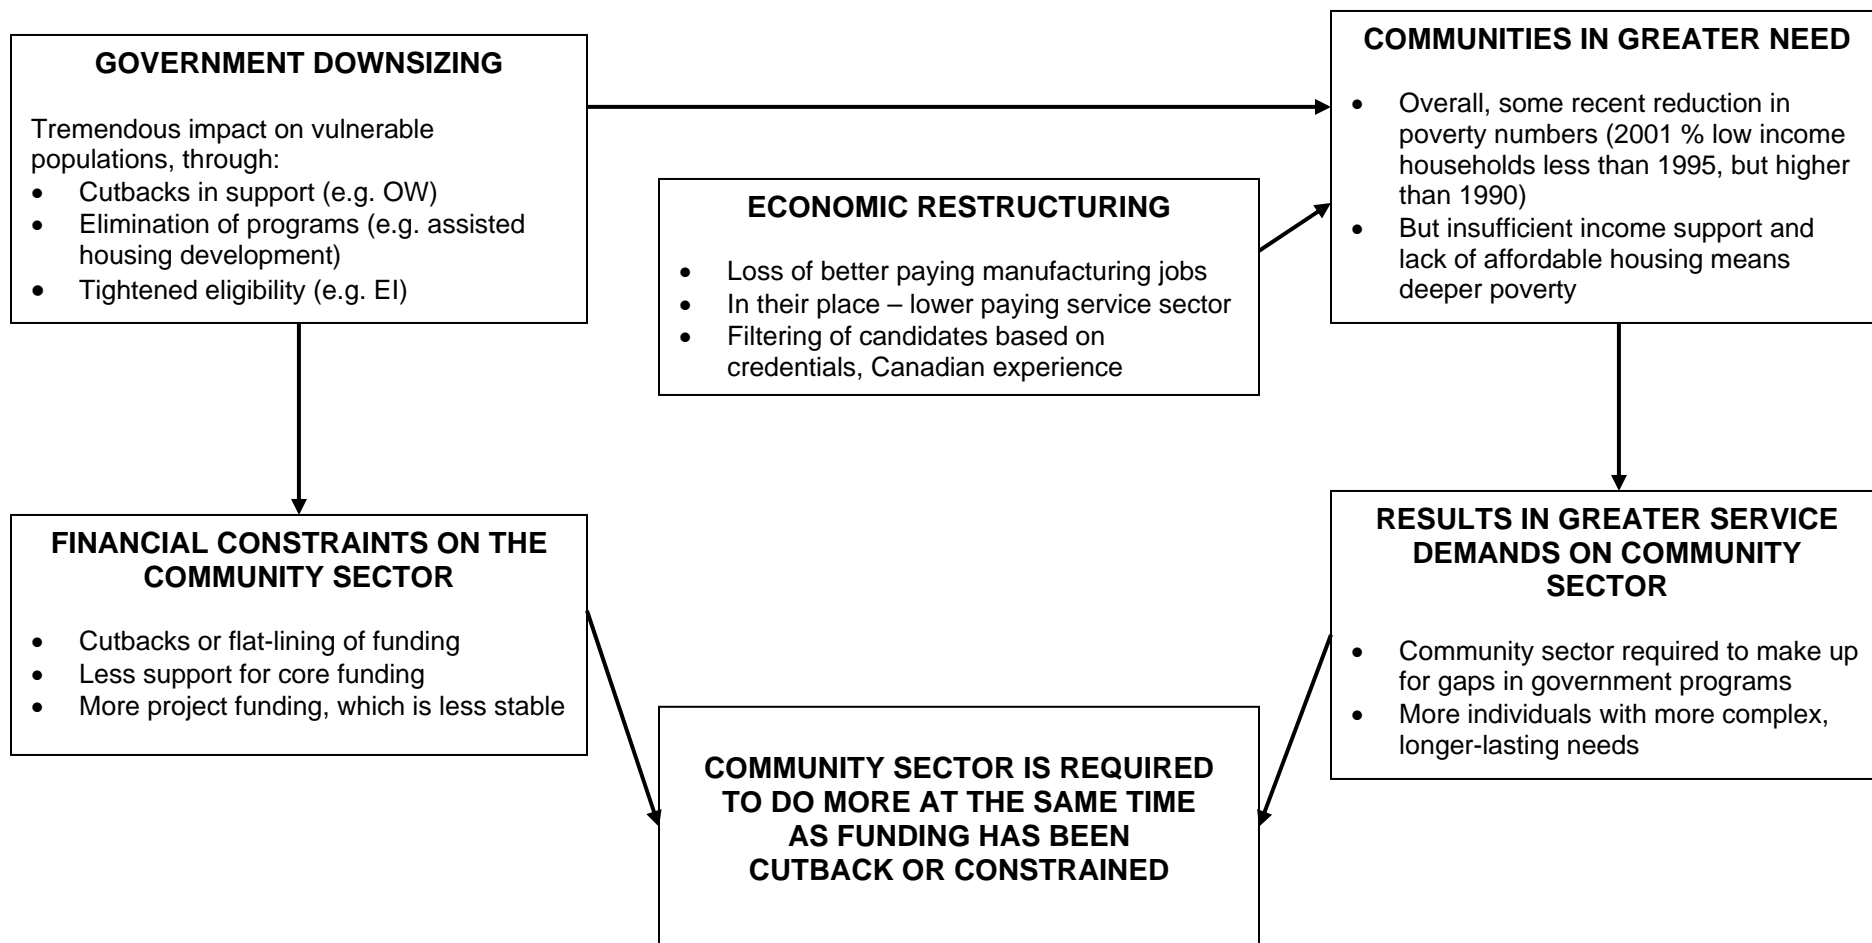 GOVERNMENT DOWNSIZING
Tremendous impact on vulnerable
populations, through:
• Cutbacks in support (e.g. OW)
• Elimination of programs (e.g. assisted
housing development)
• Tightened eligibility (e.g. EI)
ECONOMIC RESTRUCTURING
• Loss of better paying manufacturing jobs
• In their place – lower paying service sector
• Filtering of candidates based on
credentials, Canadian experience
COMMUNITIES IN GREATER NEED
• Overall, some recent reduction in
poverty numbers (2001 % low income
households less than 1995, but higher
than 1990)
• But insufficient income support and
lack of affordable housing means
deeper poverty
FINANCIAL CONSTRAINTS ON THE
COMMUNITY SECTOR
• Cutbacks or flat-lining of funding
• Less support for core funding
• More project funding, which is less stable
RESULTS IN GREATER SERVICE
DEMANDS ON COMMUNITY
SECTOR
• Community sector required to make up
for gaps in government programs
• More individuals with more complex,
longer-lasting needs
COMMUNITY SECTOR IS REQUIRED
TO DO MORE AT THE SAME TIME
AS FUNDING HAS BEEN
CUTBACK OR CONSTRAINED